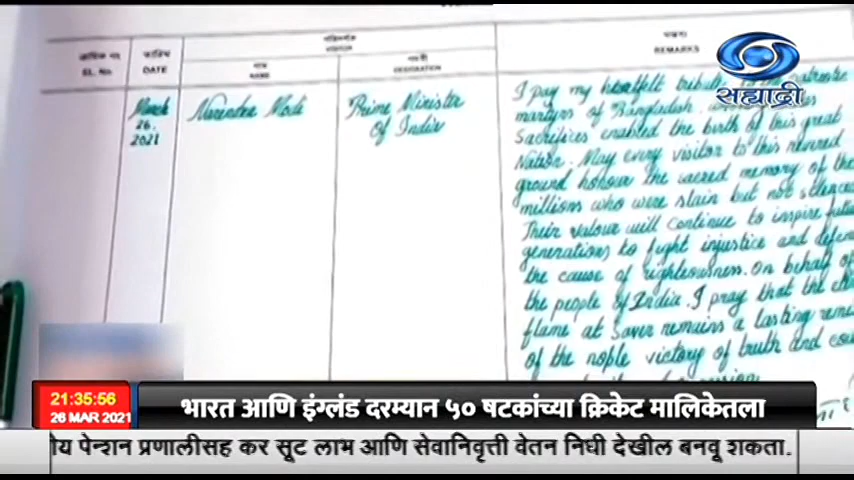 SL. No.
DATE
NAME
DESIGNATION
REMARKS
सह्याद्री
March
26.
2021
Narendra Modi
Prime Minister
of India
I pay my heartfelt tribute to the
martyrs of Bangladesh.
Sacrifices enabled the birth of this great
Nation. May every visitor to this revered
ground honour the sacred memory of the
millions who were slain but not
Their valour will continue to inspire
generations to fight injustice and
the cause of righteousness. On behalf of
the people of India. I pray that the
flame at Saver remains a lasting
of the nople victory of truth and
21:35:56
26 MAR 2021
भारत आणि इंग्लंड दरम्यान ५० षटकांच्या क्रिकेट मालिकेतला
पेन्शन प्रणालीसह कर सूट लाभ आणि सेवानिवृत्ती वेतन निधी देखील बनवू शकता.